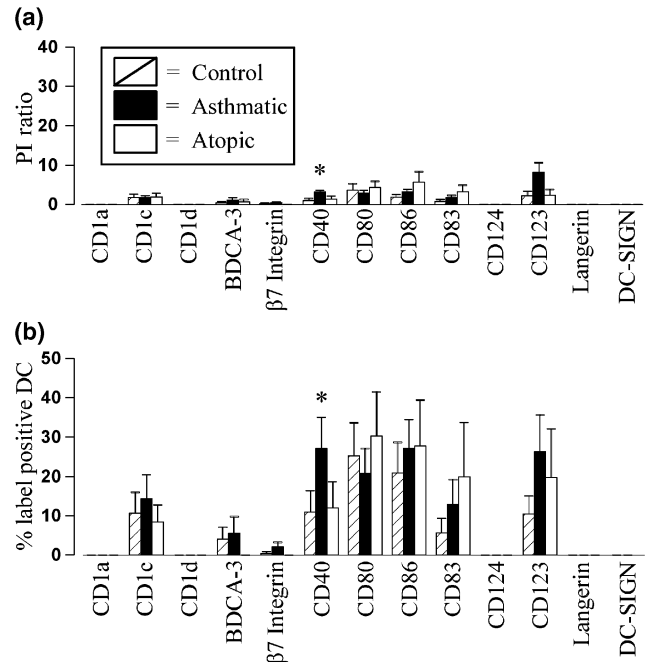 (a)
40
30
20
10
0
PI ratio
= Control
= Asthmatic
= Atopic
*
CD1a
CD1c
CD1d
BDCA-3
β7 Integrin
CD40
CD80
CD86
CD83
CD124
CD123
Langerin
DC-SIGN
(b)
50
40
30
20
10
0
% label positive DC
*
CD1a
CD1c
CD1d
BDCA-3
β7 Integrin
CD40
CD80
CD86
CD83
CD124
CD123
Langerin
DC-SIGN